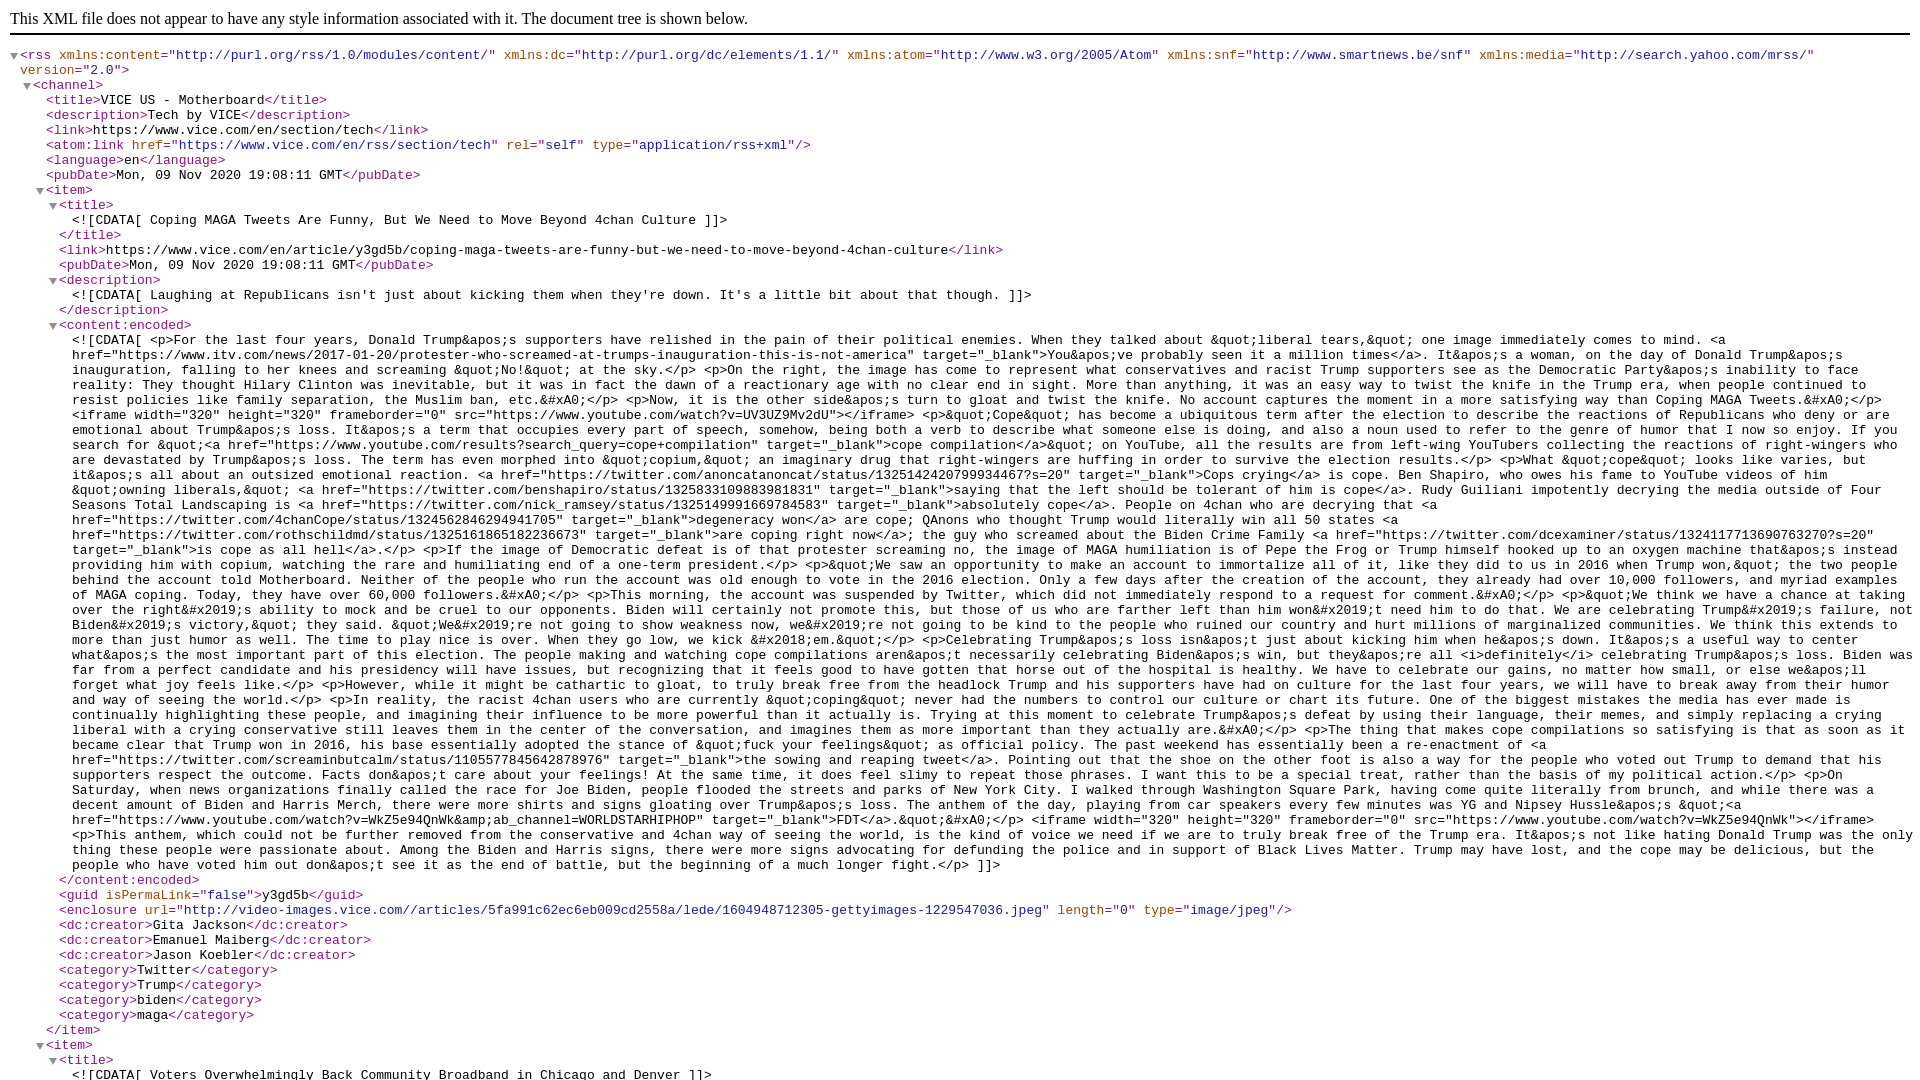 This XML file does not appear to have any style information associated with it. The document tree is shown below.
<rss xmlns:content="http://purl.org/rss/1.0/modules/content/" xmlns:dc="http://purl.org/dc/elements/1.1/" xmlns:atom="http://www.w3.org/2005/Atom" xmlns:snf="http://www.smartnews.be/snf" xmlns:media="http://search.yahoo.com/mrss/"
version="2.0">
<channel>
<title>VICE US - Motherboard</title>
<description>Tech by VICE</description>
<link>https://www.vice.com/en/section/tech</link>
<atom:link href="https://www.vice.com/en/rss/section/tech" rel="self" type="application/rss+xml"/>
<language>en</language>
<pubDate>Mon, 09 Nov 2020 19:08:11 GMT</pubDate>
<item>
<title>
<![CDATA[ Coping MAGA Tweets Are Funny, But We Need to Move Beyond 4chan Culture ]]>
</title>
<link>https://www.vice.com/en/article/y3gd5b/coping-maga-tweets-are-funny-but-we-need-to-move-beyond-4chan-culture</link>
<pubDate>Mon, 09 Nov 2020 19:08:11 GMT</pubDate>
<description>
<![CDATA[ Laughing at Republicans isn't just about kicking them when they're down. It's a little bit about that though. ]]>
</description>
<content:encoded>
<![CDATA[ <p>For the last four years, Donald Trump&apos;s supporters have relished in the pain of their political enemies. When they talked about &quot;liberal tears,&quot; one image immediately comes to mind. <a
href="https://www.itv.com/news/2017-01-20/protester-who-screamed-at-trumps-inauguration-this-is-not-america" target="_blank">You&apos;ve probably seen it a million times</a>. It&apos;s a woman, on the day of Donald Trump&apos;s
inauguration, falling to her knees and screaming &quot;No!&quot; at the sky.</p> <p>On the right, the image has come to represent what conservatives and racist Trump supporters see as the Democratic Party&apos;s inability to face
reality: They thought Hilary Clinton was inevitable, but it was in fact the dawn of a reactionary age with no clear end in sight. More than anything, it was an easy way to twist the knife in the Trump era, when people continued to
resist policies like family separation, the Muslim ban, etc.&#xA0;</p> <p>Now, it is the other side&apos;s turn to gloat and twist the knife. No account captures the moment in a more satisfying way than Coping MAGA Tweets.&#xA0;</p>
<iframe width="320" height="320" frameborder="0" src="https://www.youtube.com/watch?v=UV3UZ9Mv2dU"></iframe> <p>&quot;Cope&quot; has become a ubiquitous term after the election to describe the reactions of Republicans who deny or are
emotional about Trump&apos;s loss. It&apos;s a term that occupies every part of speech, somehow, being both a verb to describe what someone else is doing, and also a noun used to refer to the genre of humor that I now so enjoy. If you
search for &quot;<a href="https://www.youtube.com/results?search_query=cope+compilation" target="_blank">cope compilation</a>&quot; on YouTube, all the results are from left-wing YouTubers collecting the reactions of right-wingers who
are devastated by Trump&apos;s loss. The term has even morphed into &quot;copium,&quot; an imaginary drug that right-wingers are huffing in order to survive the election results.</p> <p>What &quot;cope&quot; looks like varies, but
it&apos;s all about an outsized emotional reaction. <a href="https://twitter.com/anoncatanoncat/status/1325142420799934467?s=20" target="_blank">Cops crying</a> is cope. Ben Shapiro, who owes his fame to YouTube videos of him
&quot;owning liberals,&quot; <a href="https://twitter.com/benshapiro/status/1325833109883981831" target="_blank">saying that the left should be tolerant of him is cope</a>. Rudy Guiliani impotently decrying the media outside of Four
Seasons Total Landscaping is <a href="https://twitter.com/nick_ramsey/status/1325149991669784583" target="_blank">absolutely cope</a>. People on 4chan who are decrying that <a
href="https://twitter.com/4chanCope/status/1324562846294941705" target="_blank">degeneracy won</a> are cope; QAnons who thought Trump would literally win all 50 states <a
href="https://twitter.com/rothschildmd/status/1325161865182236673" target="_blank">are coping right now</a>; the guy who screamed about the Biden Crime Family <a href="https://twitter.com/dcexaminer/status/1324117713690763270?s=20"
target="_blank">is cope as all hell</a>.</p> <p>If the image of Democratic defeat is of that protester screaming no, the image of MAGA humiliation is of Pepe the Frog or Trump himself hooked up to an oxygen machine that&apos;s instead
providing him with copium, watching the rare and humiliating end of a one-term president.</p> <p>&quot;We saw an opportunity to make an account to immortalize all of it, like they did to us in 2016 when Trump won,&quot; the two people
behind the account told Motherboard. Neither of the people who run the account was old enough to vote in the 2016 election. Only a few days after the creation of the account, they already had over 10,000 followers, and myriad examples
of MAGA coping. Today, they have over 60,000 followers.&#xA0;</p> <p>This morning, the account was suspended by Twitter, which did not immediately respond to a request for comment.&#xA0;</p> <p>&quot;We think we have a chance at taking
over the right&#x2019;s ability to mock and be cruel to our opponents. Biden will certainly not promote this, but those of us who are farther left than him won&#x2019;t need him to do that. We are celebrating Trump&#x2019;s failure, not
Biden&#x2019;s victory,&quot; they said. &quot;We&#x2019;re not going to show weakness now, we&#x2019;re not going to be kind to the people who ruined our country and hurt millions of marginalized communities. We think this extends to
more than just humor as well. The time to play nice is over. When they go low, we kick &#x2018;em.&quot;</p> <p>Celebrating Trump&apos;s loss isn&apos;t just about kicking him when he&apos;s down. It&apos;s a useful way to center
what&apos;s the most important part of this election. The people making and watching cope compilations aren&apos;t necessarily celebrating Biden&apos;s win, but they&apos;re all <i>definitely</i> celebrating Trump&apos;s loss. Biden was
far from a perfect candidate and his presidency will have issues, but recognizing that it feels good to have gotten that horse out of the hospital is healthy. We have to celebrate our gains, no matter how small, or else we&apos;ll
forget what joy feels like.</p> <p>However, while it might be cathartic to gloat, to truly break free from the headlock Trump and his supporters have had on culture for the last four years, we will have to break away from their humor
and way of seeing the world.</p> <p>In reality, the racist 4chan users who are currently &quot;coping&quot; never had the numbers to control our culture or chart its future. One of the biggest mistakes the media has ever made is
continually highlighting these people, and imagining their influence to be more powerful than it actually is. Trying at this moment to celebrate Trump&apos;s defeat by using their language, their memes, and simply replacing a crying
liberal with a crying conservative still leaves them in the center of the conversation, and imagines them as more important than they actually are.&#xA0;</p> <p>The thing that makes cope compilations so satisfying is that as soon as it
became clear that Trump won in 2016, his base essentially adopted the stance of &quot;fuck your feelings&quot; as official policy. The past weekend has essentially been a re-enactment of <a
href="https://twitter.com/screaminbutcalm/status/1105577845642878976" target="_blank">the sowing and reaping tweet</a>. Pointing out that the shoe on the other foot is also a way for the people who voted out Trump to demand that his
supporters respect the outcome. Facts don&apos;t care about your feelings! At the same time, it does feel slimy to repeat those phrases. I want this to be a special treat, rather than the basis of my political action.</p> <p>On
Saturday, when news organizations finally called the race for Joe Biden, people flooded the streets and parks of New York City. I walked through Washington Square Park, having come quite literally from brunch, and while there was a
decent amount of Biden and Harris Merch, there were more shirts and signs gloating over Trump&apos;s loss. The anthem of the day, playing from car speakers every few minutes was YG and Nipsey Hussle&apos;s &quot;<a
href="https://www.youtube.com/watch?v=WkZ5e94QnWk&amp;ab_channel=WORLDSTARHIPHOP" target="_blank">FDT</a>.&quot;&#xA0;</p> <iframe width="320" height="320" frameborder="0" src="https://www.youtube.com/watch?v=WkZ5e94QnWk"></iframe>
<p>This anthem, which could not be further removed from the conservative and 4chan way of seeing the world, is the kind of voice we need if we are to truly break free of the Trump era. It&apos;s not like hating Donald Trump was the only
thing these people were passionate about. Among the Biden and Harris signs, there were more signs advocating for defunding the police and in support of Black Lives Matter. Trump may have lost, and the cope may be delicious, but the
people who have voted him out don&apos;t see it as the end of battle, but the beginning of a much longer fight.</p> ]]>
</content:encoded>
<guid isPermaLink="false">y3gd5b</guid>
<enclosure url="http://video-images.vice.com//articles/5fa991c62ec6eb009cd2558a/lede/1604948712305-gettyimages-1229547036.jpeg" length="0" type="image/jpeg"/>
<dc:creator>Gita Jackson</dc:creator>
<dc:creator>Emanuel Maiberg</dc:creator>
<dc:creator>Jason Koebler</dc:creator>
<category>Twitter</category>
<category>Trump</category>
<category>biden</category>
<category>maga</category>
</item>
<item>
<title>
<![CDATA[ Voters Overwhelmingly Back Community Broadband in Chicago and Denver ]]>